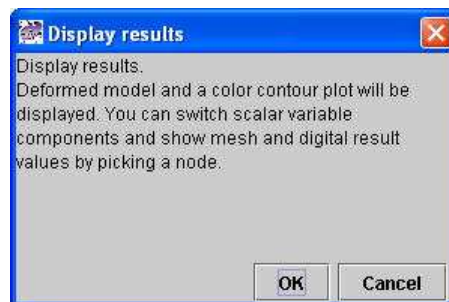 Display results
Display results.
Deformed model and a color contour plot will be
displayed. You can switch scalar variable
components and show mesh and digital result
values by picking a node.
OK Cancel